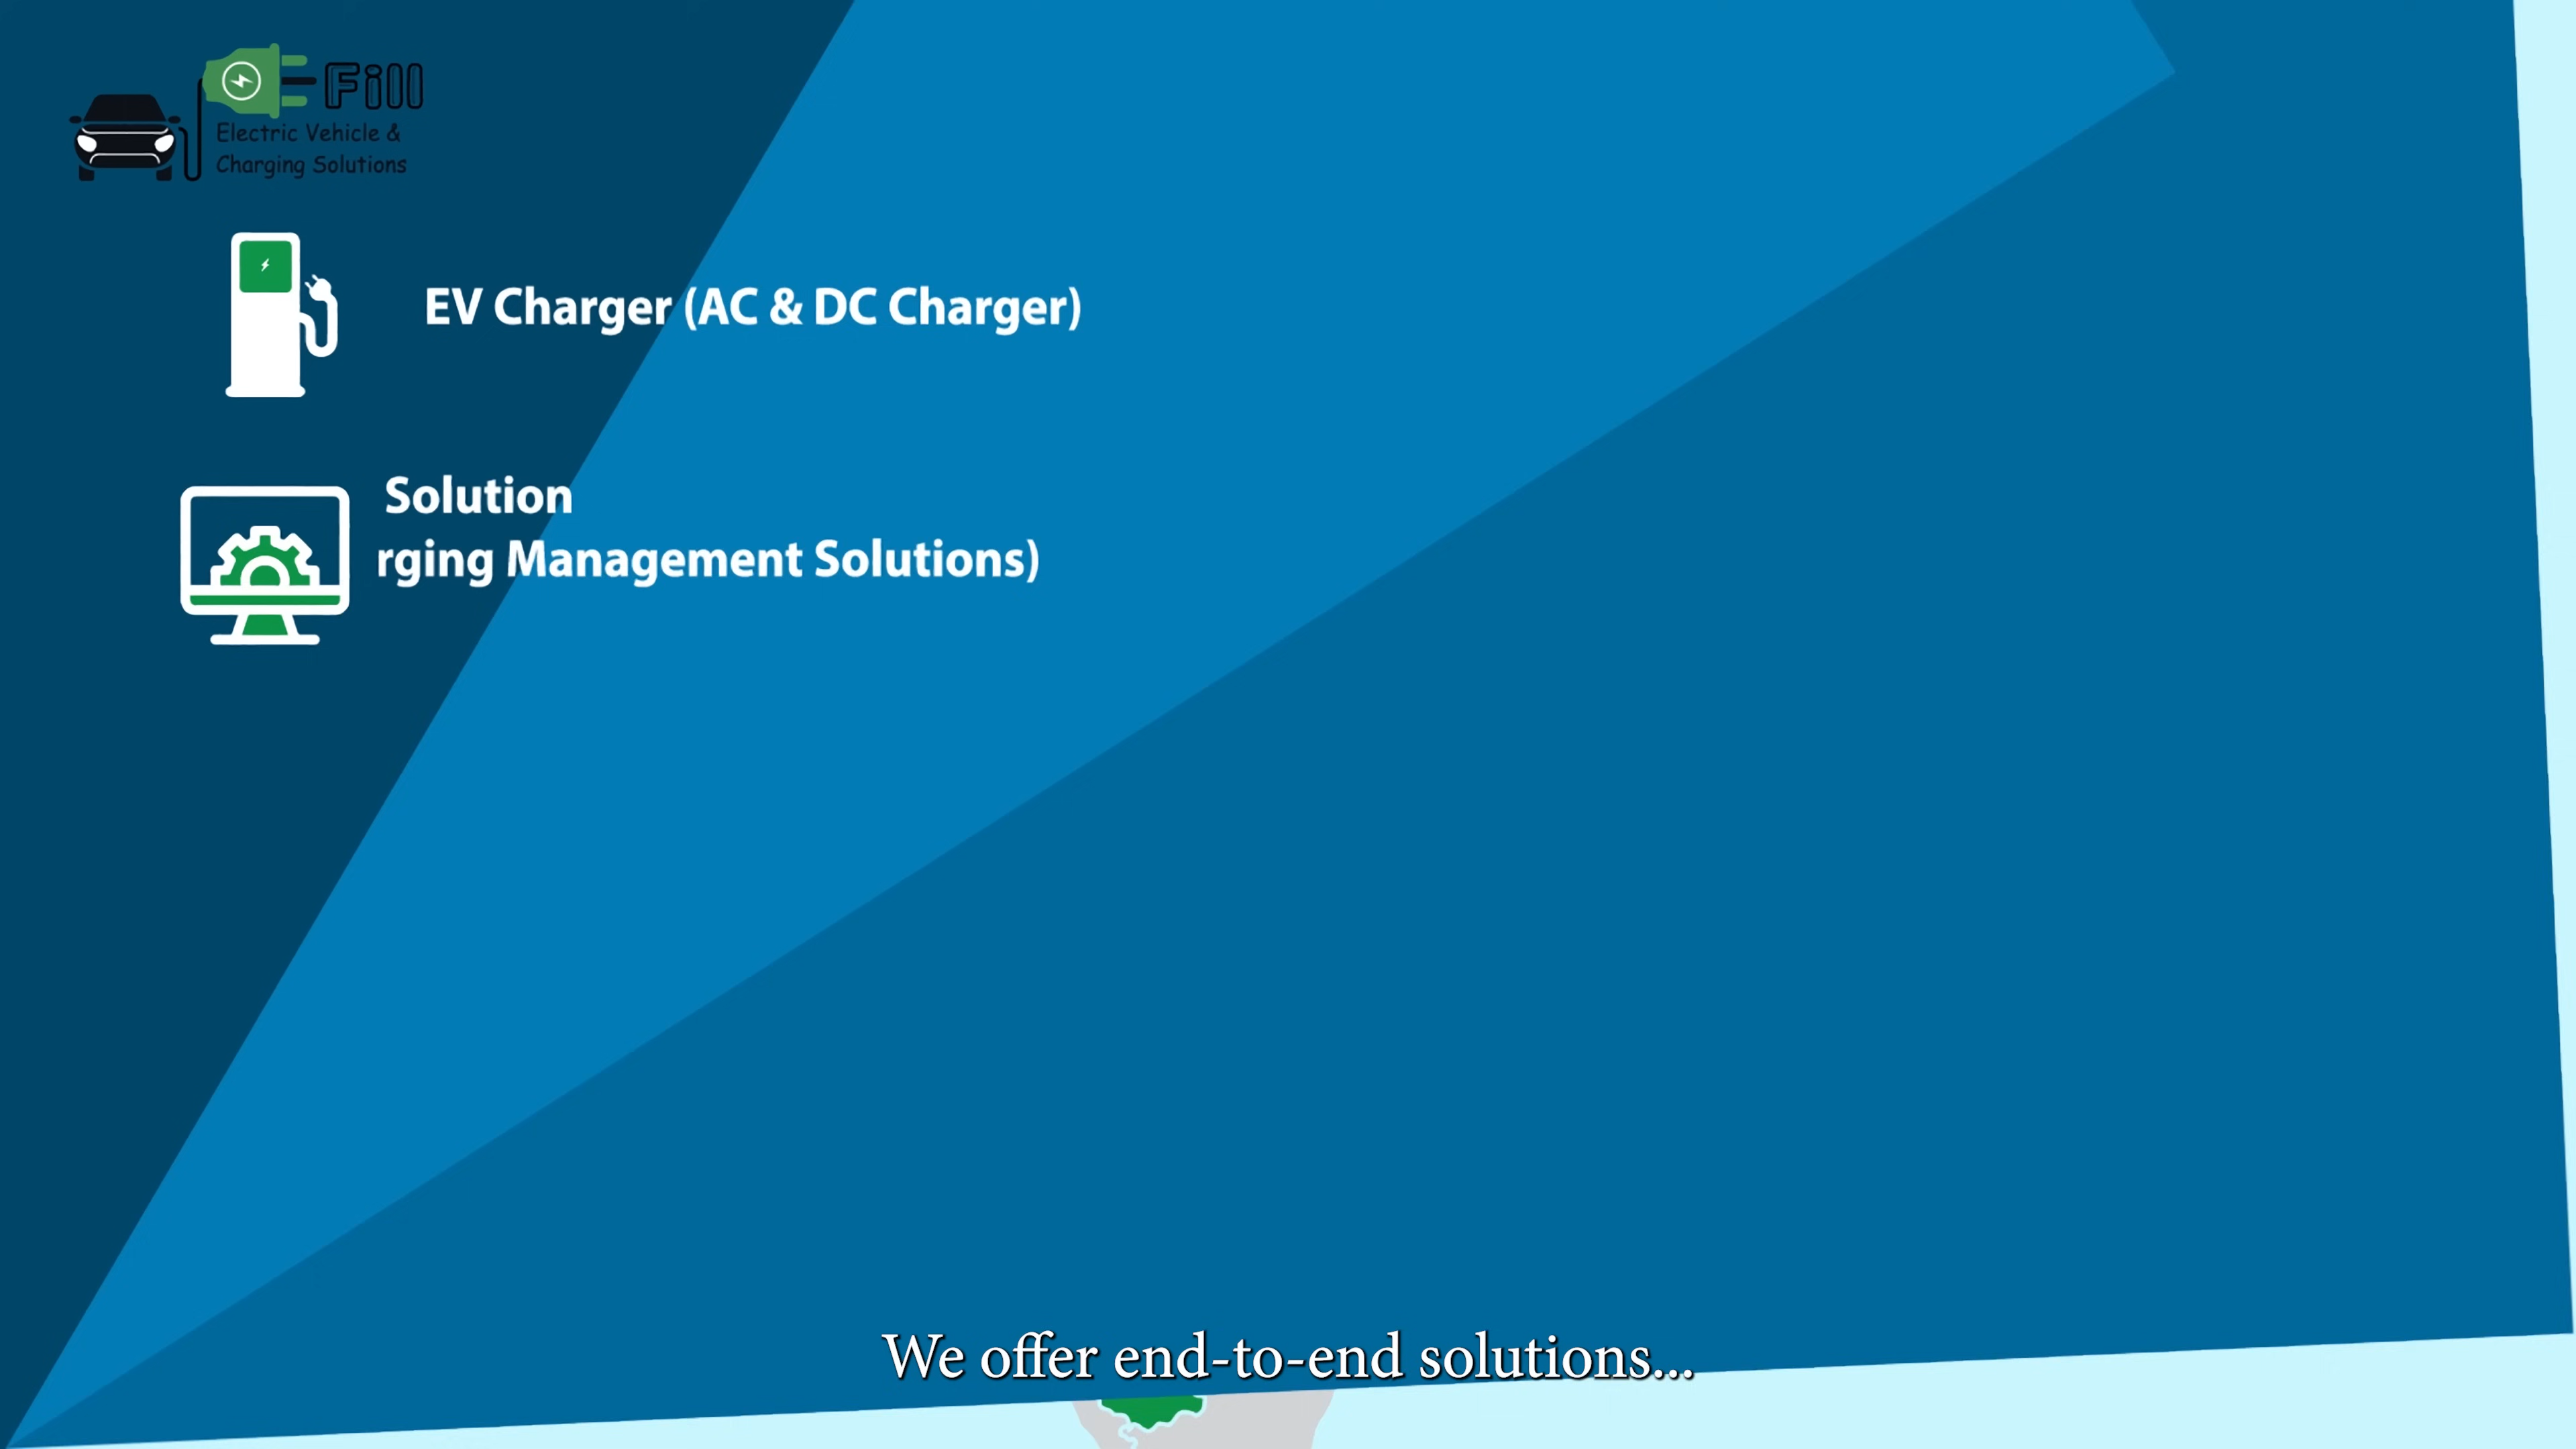 Fill
Electric Vehicle &
Charging Solutions
EV Charger (AC & DC Charger)
Solution
rging Management Solutions)
We offer end-to-end solutions...